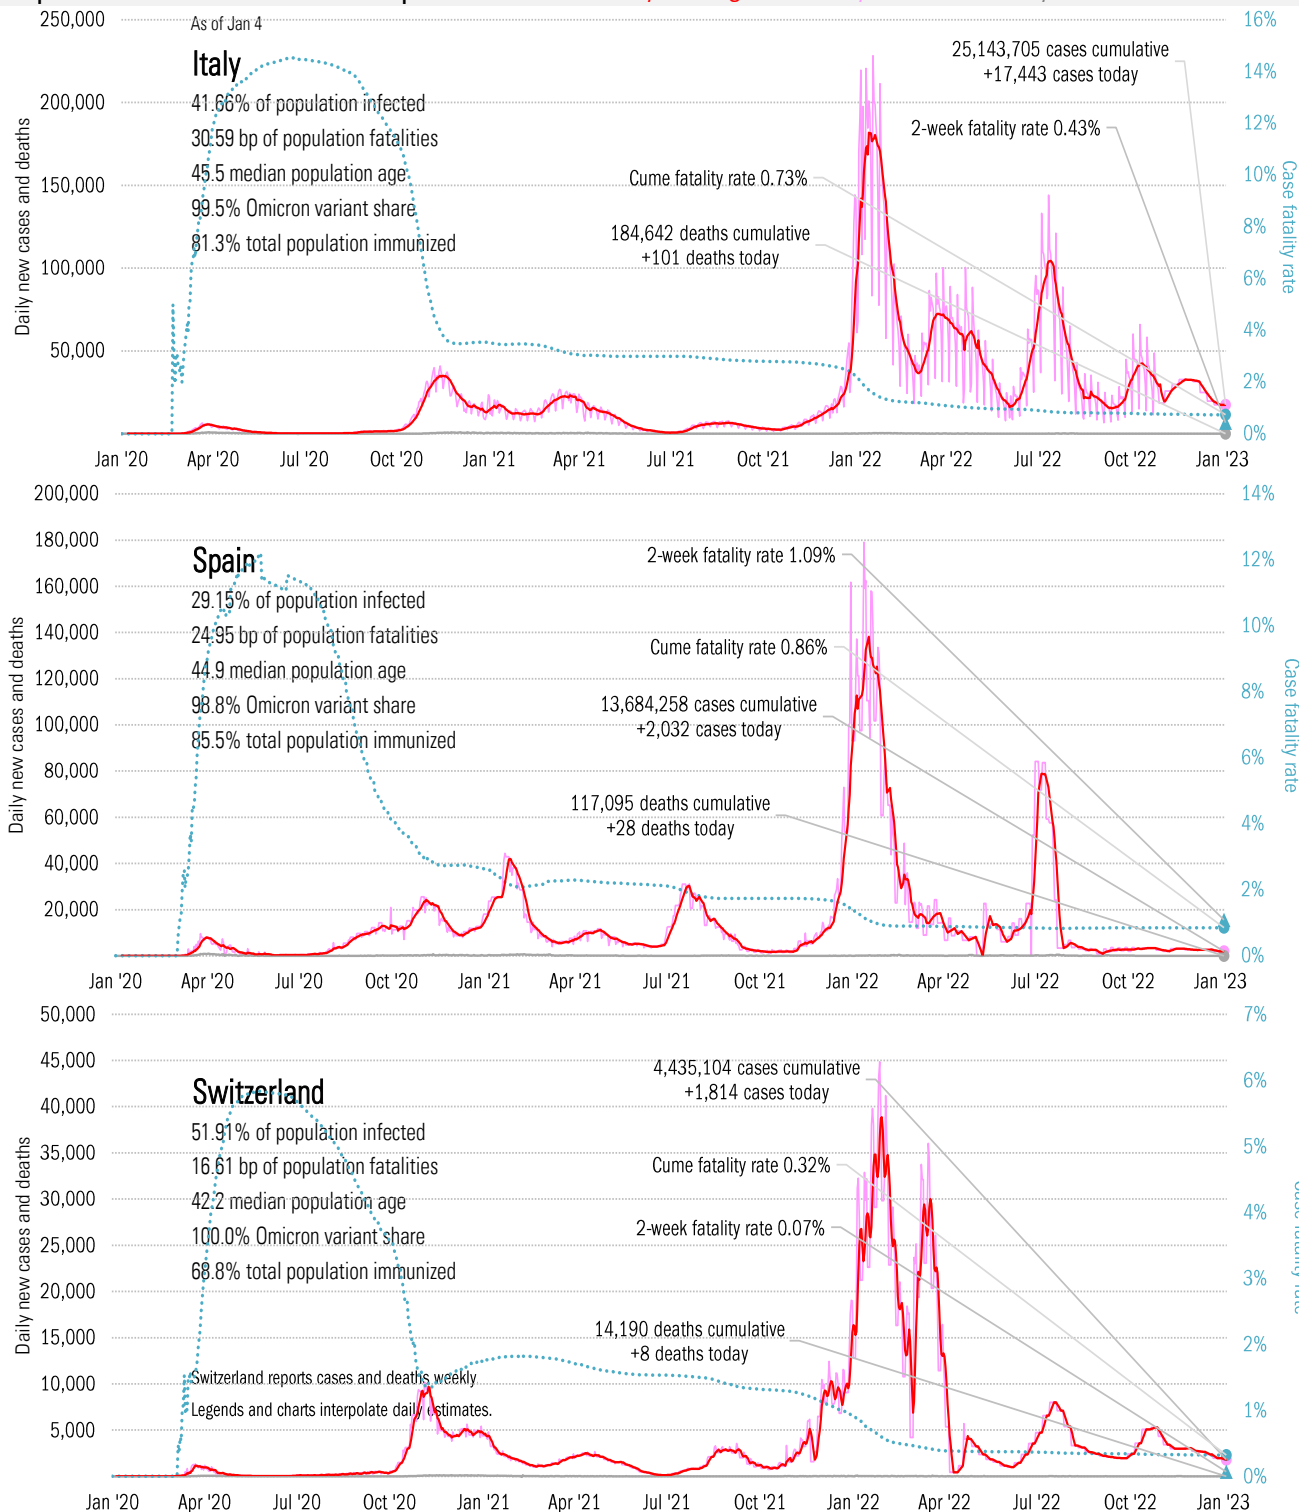 As of Jan 4
Italy
41.66% of population infected
30.59 bp of population fatalities
45.5 median population age
99.5% Omicron variant share
81.3% total population immunized
25,143,705 cases cumulative
+17,443 cases today
2-week fatality rate 0.43%
Cume fatality rate 0.73%
184,642 deaths cumulative
+101 deaths today
Daily new cases and deaths
250,000
200,000
150,000
100,000
50,000
16%
14%
12%
10%
8%
6%
4%
2%
0%
Case fatality rate
Jan '20 Apr '20 Jul '20 Oct '20 Jan '21 Apr '21 Jul '21 Oct '21 Jan '22 Apr '22 Jul '22 Oct '22 Jan '23
Spain
29.15% of population infected
24.95 bp of population fatalities
44.9 median population age
98.8% Omicron variant share
85.5% total population immunized
2-week fatality rate 1.09%
Cume fatality rate 0.86%
13,684,258 cases cumulative
+2,032 cases today
117,095 deaths cumulative
+28 deaths today
Daily new cases and deaths
200,000
180,000
160,000
140,000
120,000
100,000
80,000
60,000
40,000
20,000
14%
12%
10%
8%
6%
4%
2%
0%
Case fatality rate
Jan '20 Apr '20 Jul '20 Oct '20 Jan '21 Apr '21 Jul '21 Oct '21 Jan '22 Apr '22 Jul '22 Oct '22 Jan '23
Switzerland
51.91% of population infected
16.61 bp of population fatalities
42.2 median population age
100.0% Omicron variant share
68.8% total population immunized
Switzerland reports cases and deaths weekly
Legends and charts interpolate daily estimates.
4,435,104 cases cumulative
+1,814 cases today
Cume fatality rate 0.32%
2-week fatality rate 0.07%
14,190 deaths cumulative
+8 deaths today
Daily new cases and deaths
50,000
45,000
40,000
35,000
30,000
25,000
20,000
15,000
10,000
5,000
7%
6%
5%
4%
3%
2%
1%
0%
Jan '20 Apr '20 Jul '20 Oct '20 Jan '21 Apr '21 Jul '21 Oct '21 Jan '22 Apr '22 Jul '22 Oct '22 Jan '23